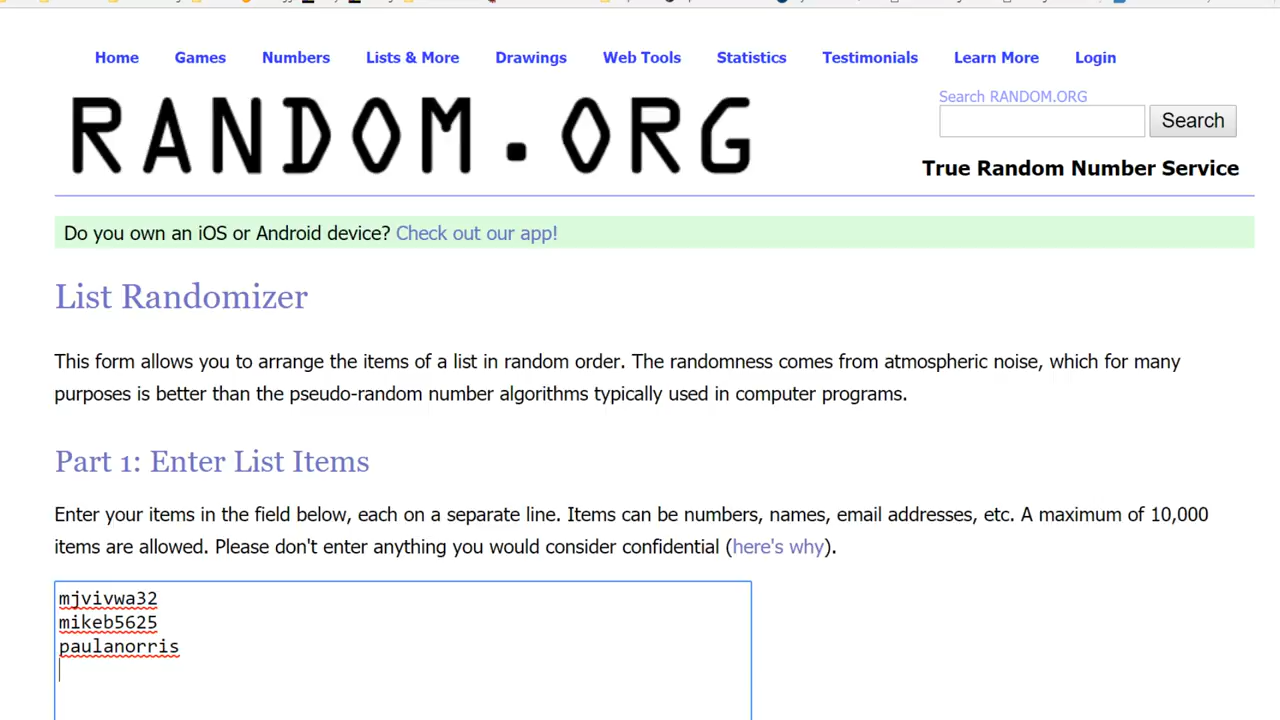 Home Games Numbers Lists & More Drawings Web Tools Statistics Testimonials Learn More Login
RANDOM.ORG
Search RANDOM.ORG
Search
True Random Number Service
Do you own an iOS or Android device? Check out our app!
List Randomizer
This form allows you to arrange the items of a list in random order. The randomness comes from atmospheric noise, which for many
purposes is better than the pseudo-random number algorithms typically used in computer programs.
Part 1: Enter List Items
Enter your items in the field below, each on a separate line. Items can be numbers, names, email addresses, etc. A maximum of 10,000
items are allowed. Please don't enter anything you would consider confidential (here's why).
mjvivwa32
mikeb5625
paulanorris